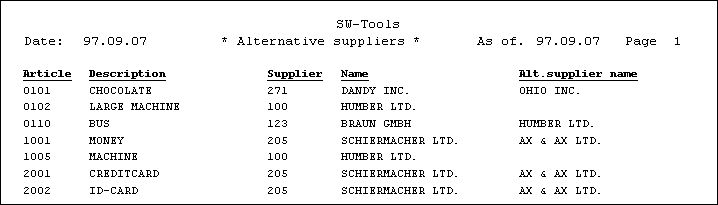 SW-Tools
Date: 97.09.07 * Alternative suppliers * As of. 97.09.07 Page 1
Article Description Supplier Name Alt.supplier name
0101 CHOCOLATE 271 DANDY INC. OHIO INC.
0102 LARGE MACHINE 100 HUMBER LTD.
0110 BUS 123 BRAUN GMBH HUMBER LTD.
1001 MONEY 205 SCHIERMACHER LTD. AX & AX LTD.
1005 MACHINE 100 HUMBER LTD.
2001 CREDITCARD 205 SCHIERMACHER LTD. AX & AX LTD.
2002 ID-CARD 205 SCHIERMACHER LTD. AX & AX LTD.